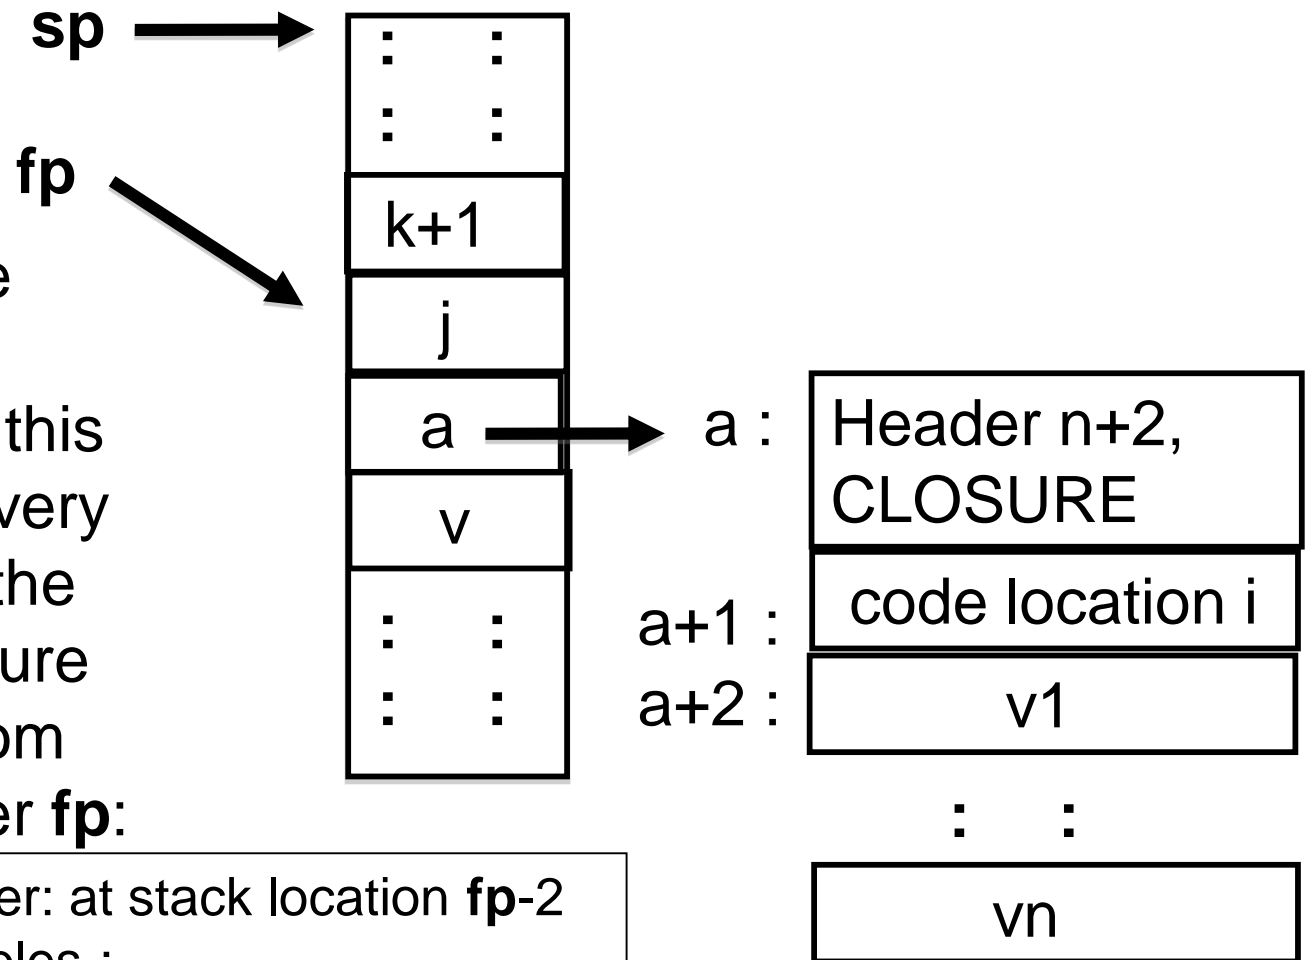 sp
: :
: :
fp
k+1
e
j
this
a
a :
Header n+2,
CLOSURE
very
v
the
code location i
: :
a+1 :
ure
: :
a+2 :
v1
om
er fp:
: :
er: at stack location fp-2
vn